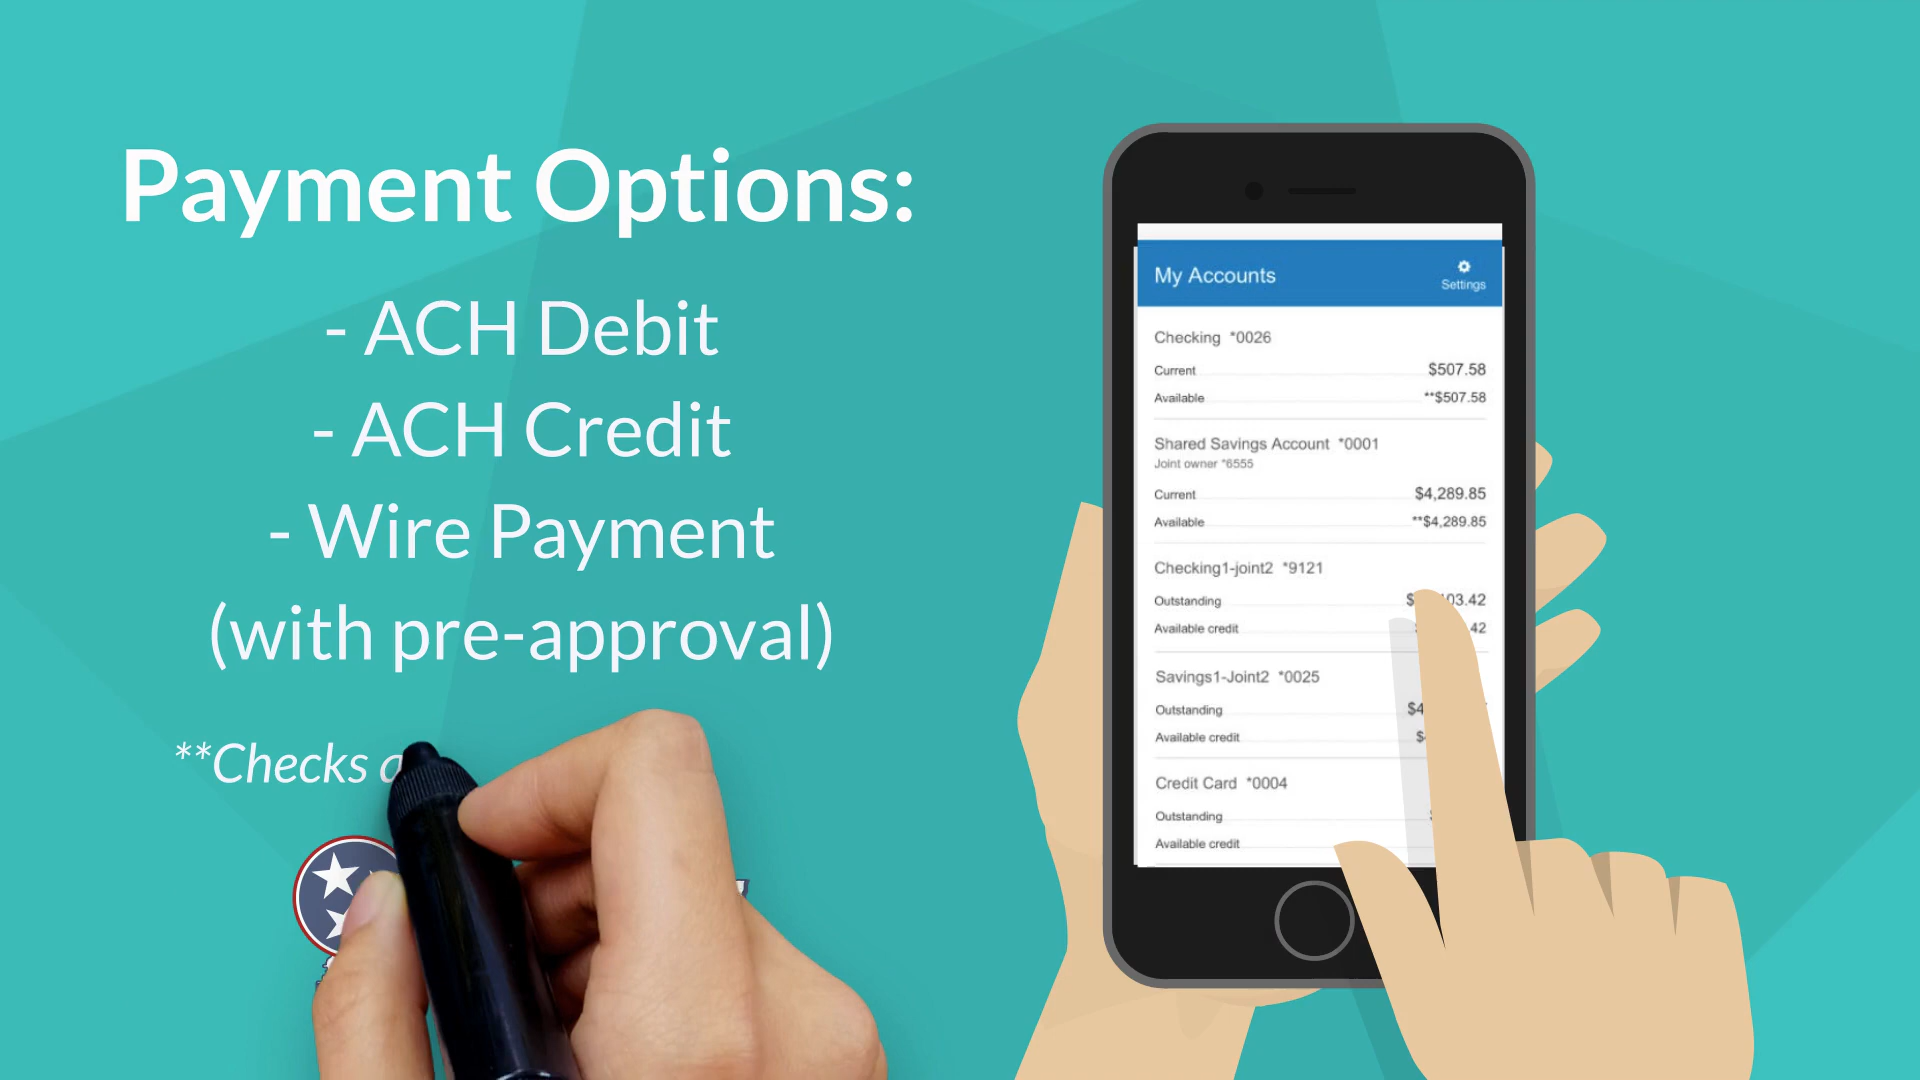 Payment Options:
- ACH Debit
- ACH Credit
- Wire Payment
(with pre-approval)
**Checks
My Accounts
Settings
Checking *0026
Current $507.58
Available **$507.58
Shared Savings Account *0001
Joint owner *6555
Current $4,289.85
Available **$4,289.85
Checking1-joint2 *9121
Outstanding
Available credit
Savings1-Joint2 *0025
Outstanding
Available credit
Credit Card *0004
Outstanding
Available credit